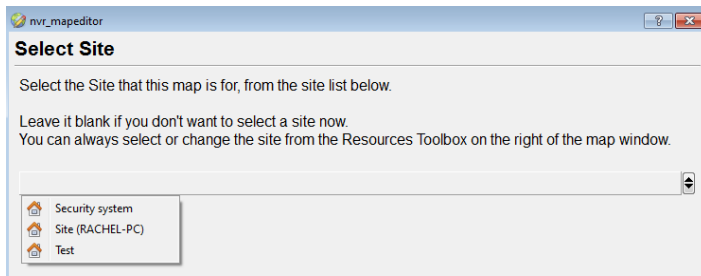 nvr_mapeditor
Select Site
Select the Site that this map is for, from the site list below.
Leave it blank if you don't want to select a site now.
You can always select or change the site from the Resources Toolbox on the right of the map window.
Security system
Site (RACHEL-PC)
Test